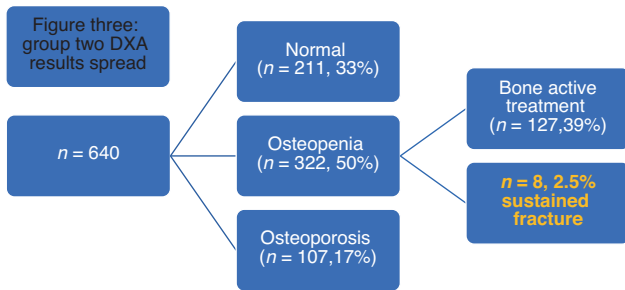 Figure three:
group two DXA
results spread
n = 640
Normal
(n = 211, 33%)
Osteopenia
(n = 322, 50%)
Osteoporosis
(n = 107,17%)
Bone active
treatment
(n = 127,39%)
n = 8, 2.5%
sustained
fracture